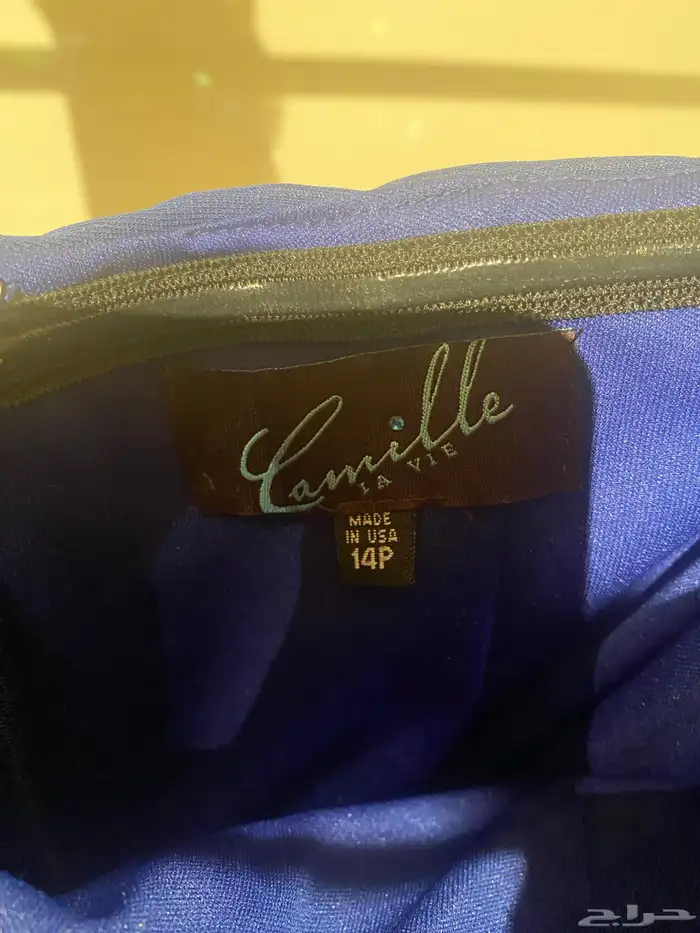 Camille
LA VIE
MADE
IN USA
14P
حراج